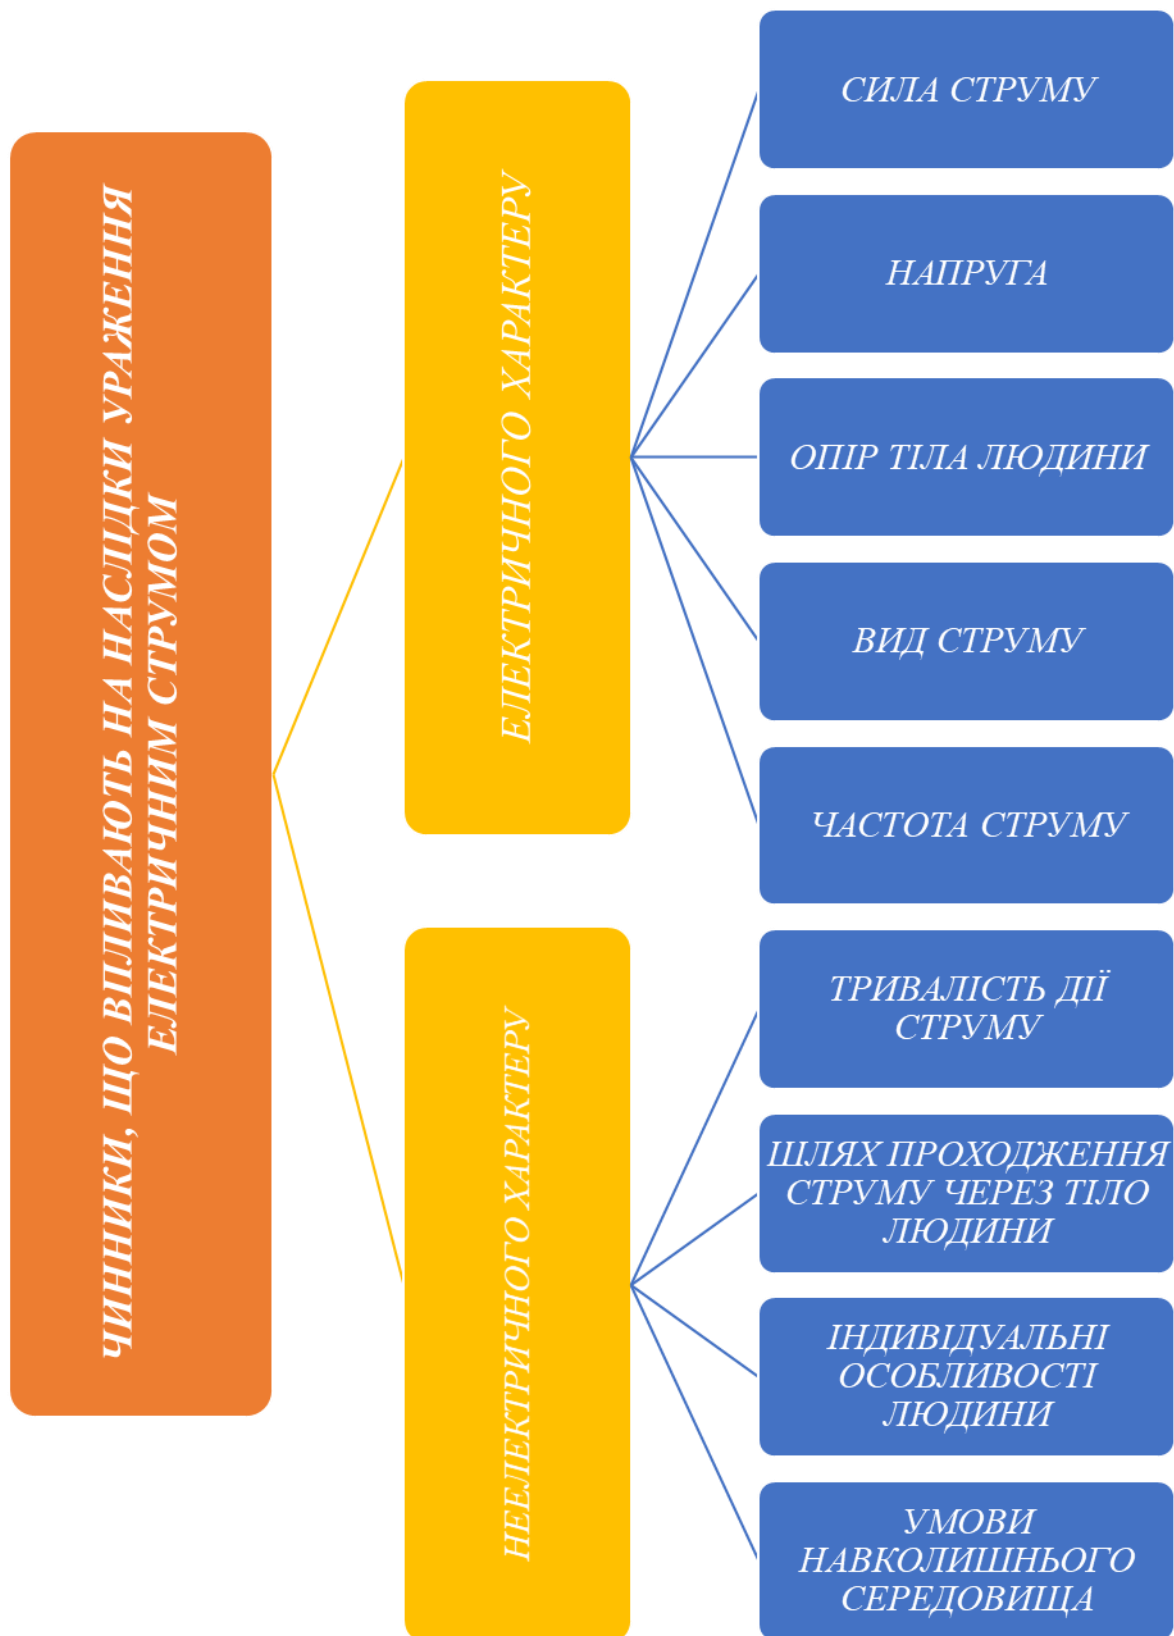 ЧИННИКИ, ЩО ВПЛИВАЮТЬ НА НАСЛІДКИ УРАЖЕННЯ
ЕЛЕКТРИЧНИМ СТРУМОМ
ЕЛЕКТРИЧНОГО ХАРАКТЕРУ
СИЛА СТРУМУ
НАПРУГА
ОПІР ТІЛА ЛЮДИНИ
ВИД СТРУМУ
ЧАСТОТА СТРУМУ
НЕЕЛЕКТРИЧНОГО ХАРАКТЕРУ
ТРИВАЛІСТЬ ДІЇ
СТРУМУ
ШЛЯХ ПРОХОДЖЕННЯ
СТРУМУ ЧЕРЕЗ ТІЛО
ЛЮДИНИ
ІНДИВІДУАЛЬНІ
ОСОБЛИВОСТІ
ЛЮДИНИ
УМОВИ
НАВКОЛИШНЬОГО
СЕРЕДОВИЩА